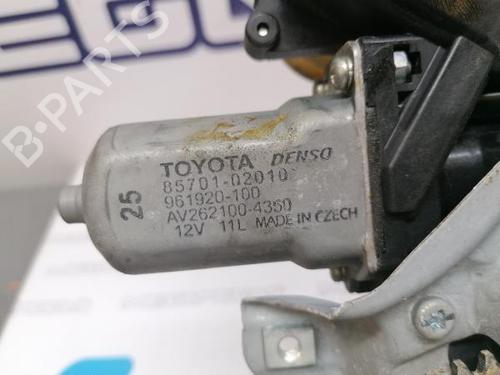 B-PARTS
TOYOTA DENSO
85701-02010
961920-100
AV262100-4350
12V 11L MADE IN CZECH
25